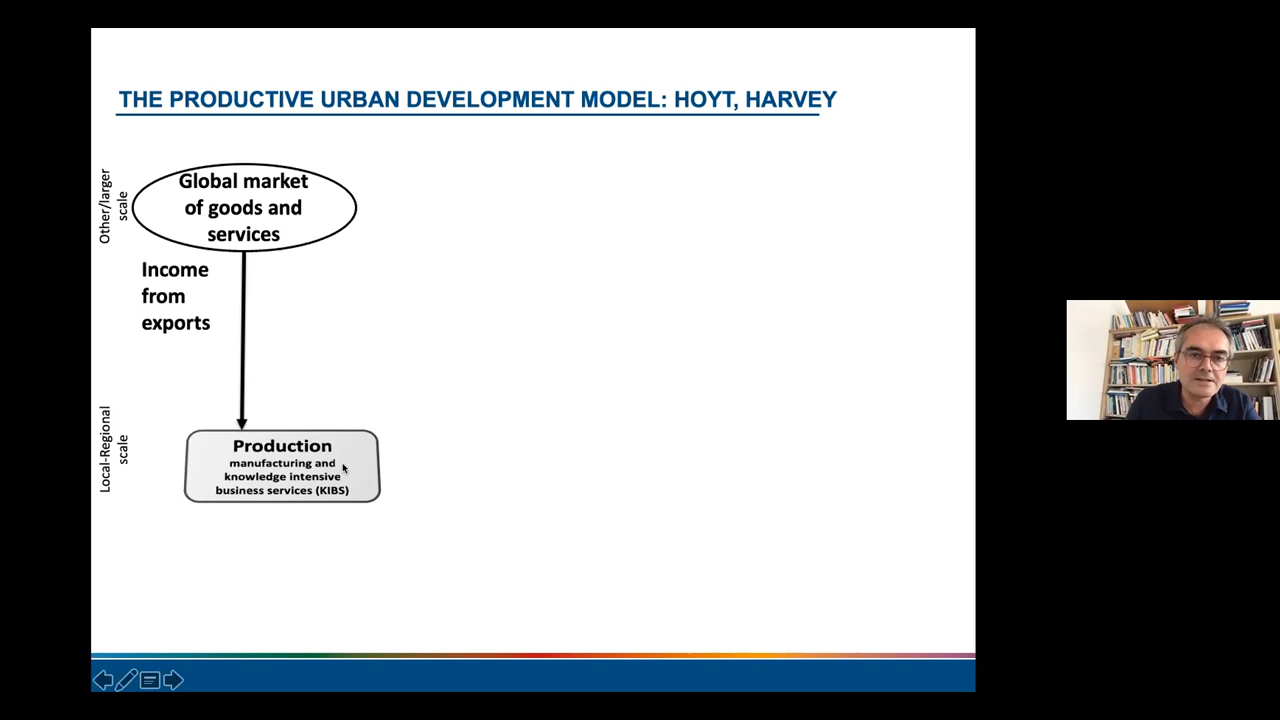 THE PRODUCTIVE URBAN DEVELOPMENT MODEL: HOYT, HARVEY
Other/larger
scale
Global market
of goods and
services
Income
from
exports
Local-Regional
scale
Production
manufacturing and
knowledge intensive
business services (KIBS)